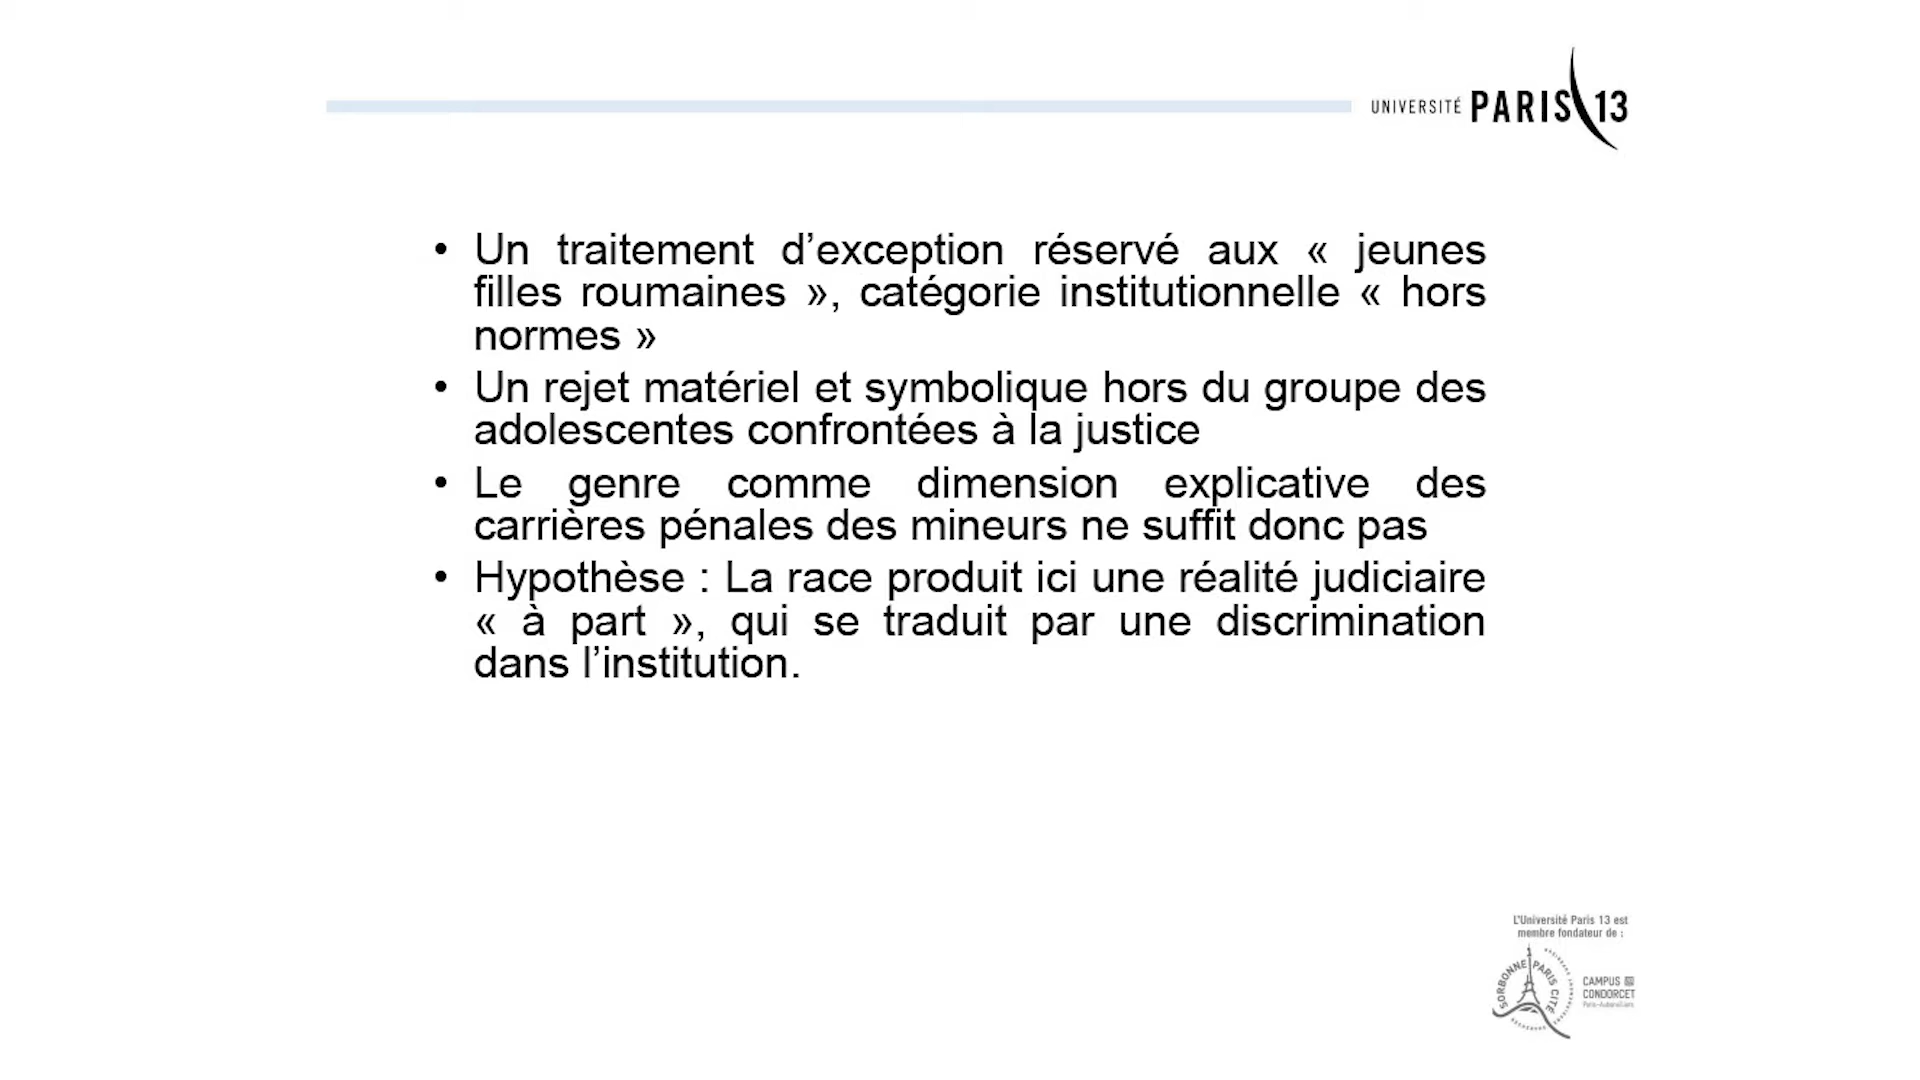 UNIVERSITÉ PARIS 13
• Un traitement d’exception réservé aux « jeunes
filles roumaines », catégorie institutionnelle « hors
normes »
• Un rejet matériel et symbolique hors du groupe des
adolescentes confrontées à la justice
• Le genre comme dimension explicative des
carrières pénales des mineurs ne suffit donc pas
• Hypothèse : La race produit ici une réalité judiciaire
« à part », qui se traduit par une discrimination
dans l’institution.
L'Université Paris 13 est
membre fondateur de :
SORBONNE PARIS CITÉ
CAMPUS
CONDORCET